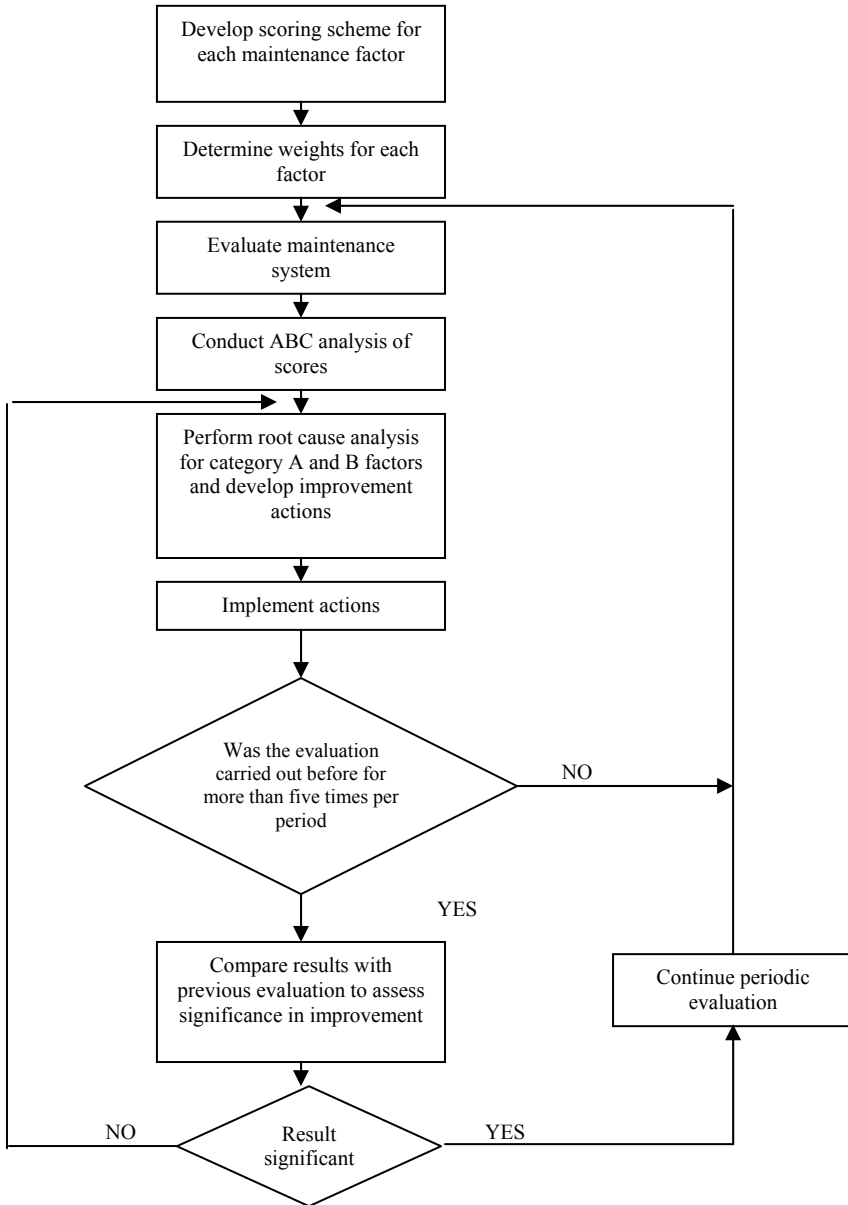 Develop scoring scheme for
each maintenance factor
Determine weights for each
factor
Evaluate maintenance
system
Conduct ABC analysis of
scores
Perform root cause analysis
for category A and B factors
and develop improvement
actions
Implement actions
Was the evaluation
carried out before for
more than five times per
period
NO
YES
Compare results with
previous evaluation to assess
significance in improvement
Continue periodic
evaluation
NO
Result
significant
YES